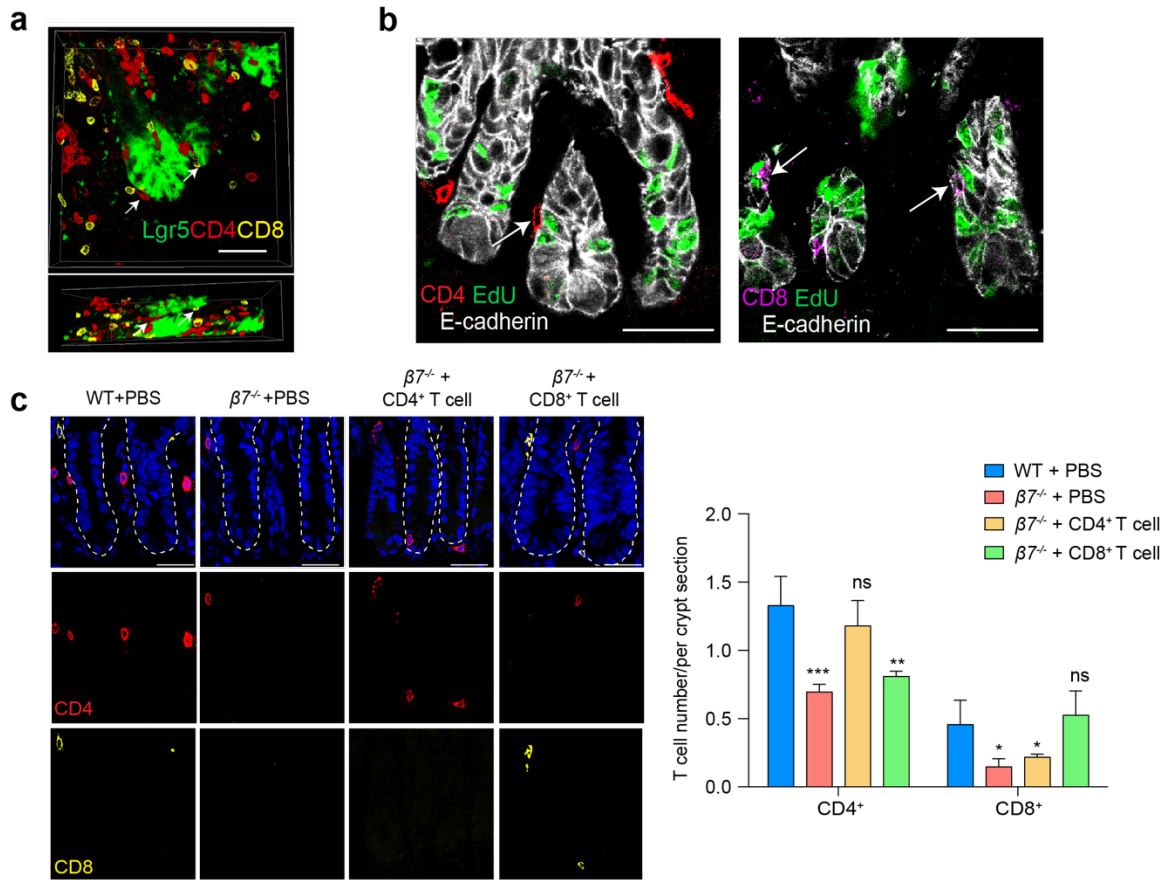 a
Lgr5CD4CD8
b
CD4 EdU
E-cadherin
CD8 EdU
E-cadherin
c
WT+PBS
β7⁻/⁻+PBS
β7⁻/⁻ +
CD4⁺ T cell
β7⁻/⁻ +
CD8⁺ T cell
CD4
CD8
WT + PBS
β7⁻/⁻ + PBS
β7⁻/⁻ + CD4⁺ T cell
β7⁻/⁻ + CD8⁺ T cell
T cell number/per crypt section
2.0
1.5
1.0
0.5
0.0
***
ns
**
*
*
ns
CD4⁺
CD8⁺